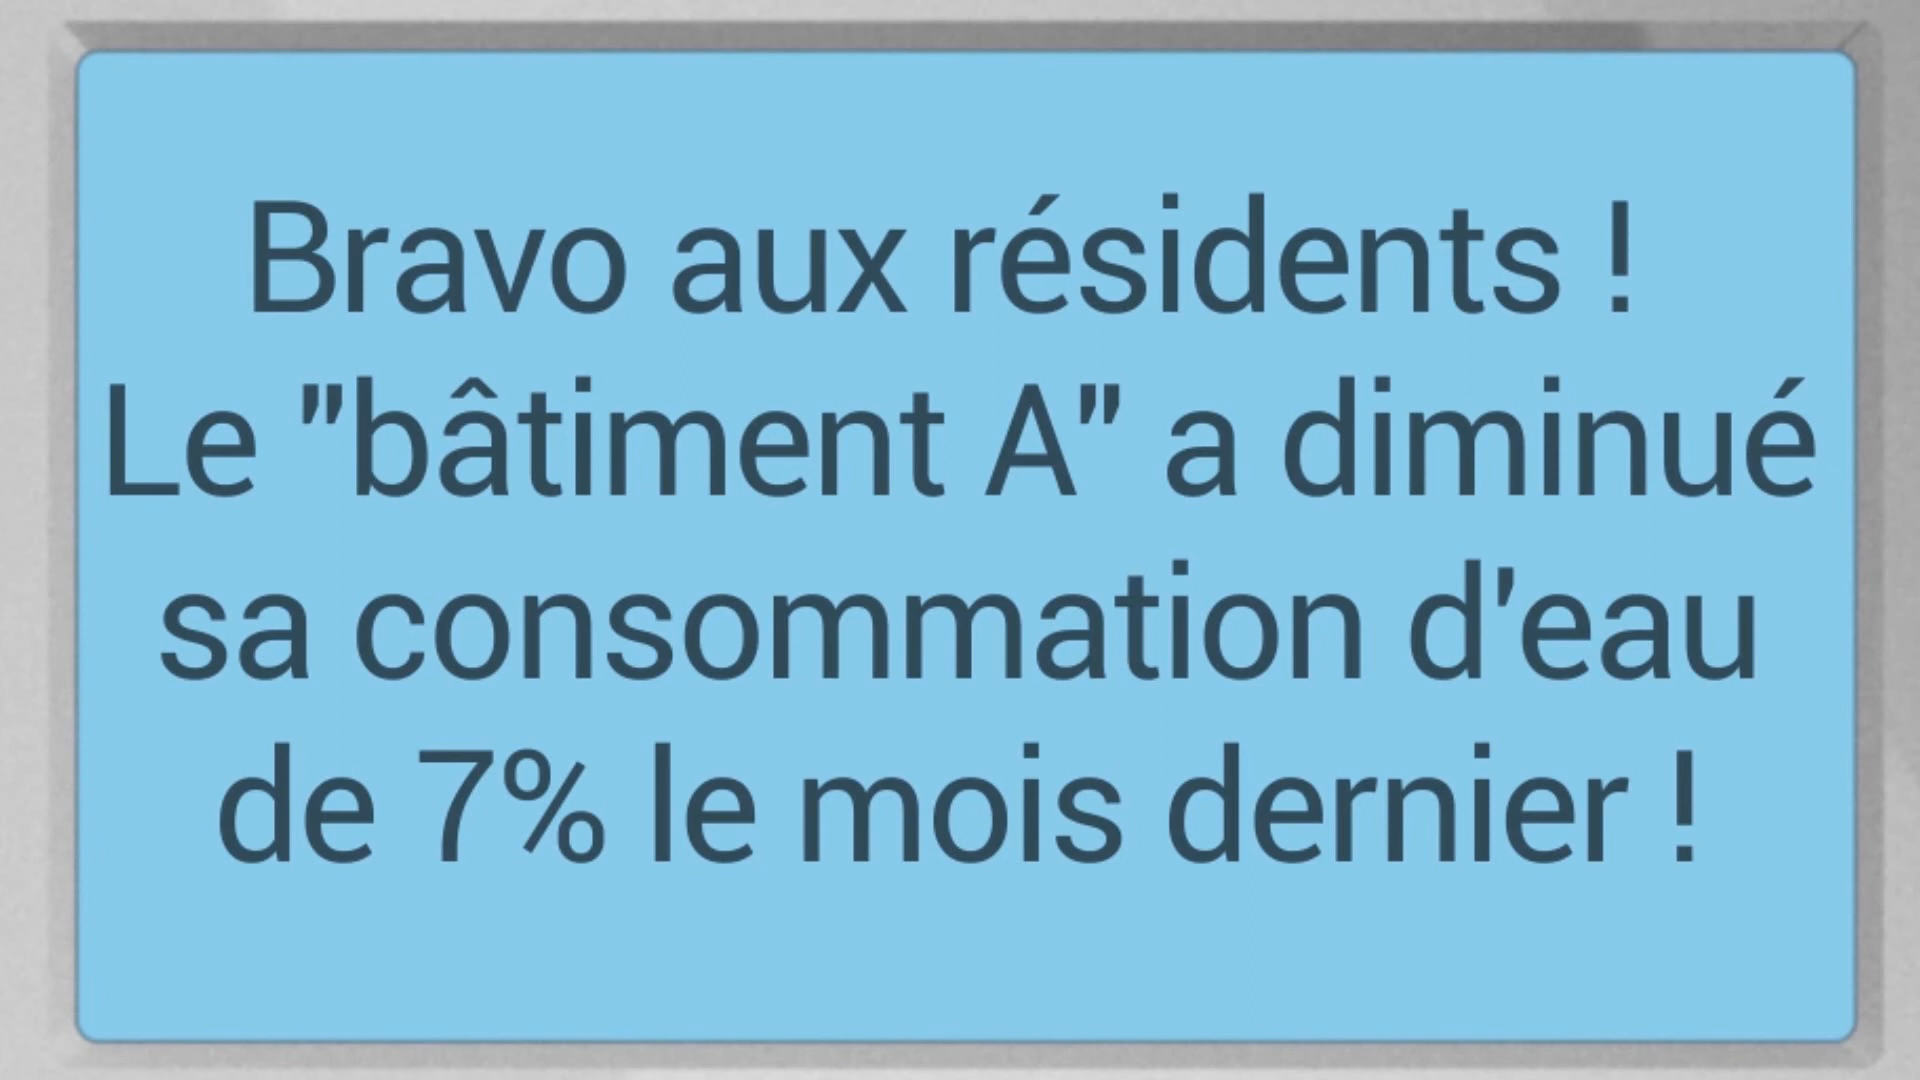 Bravo aux résidents !
Le "bâtiment A" a diminué
sa consommation d'eau
de 7% le mois dernier !